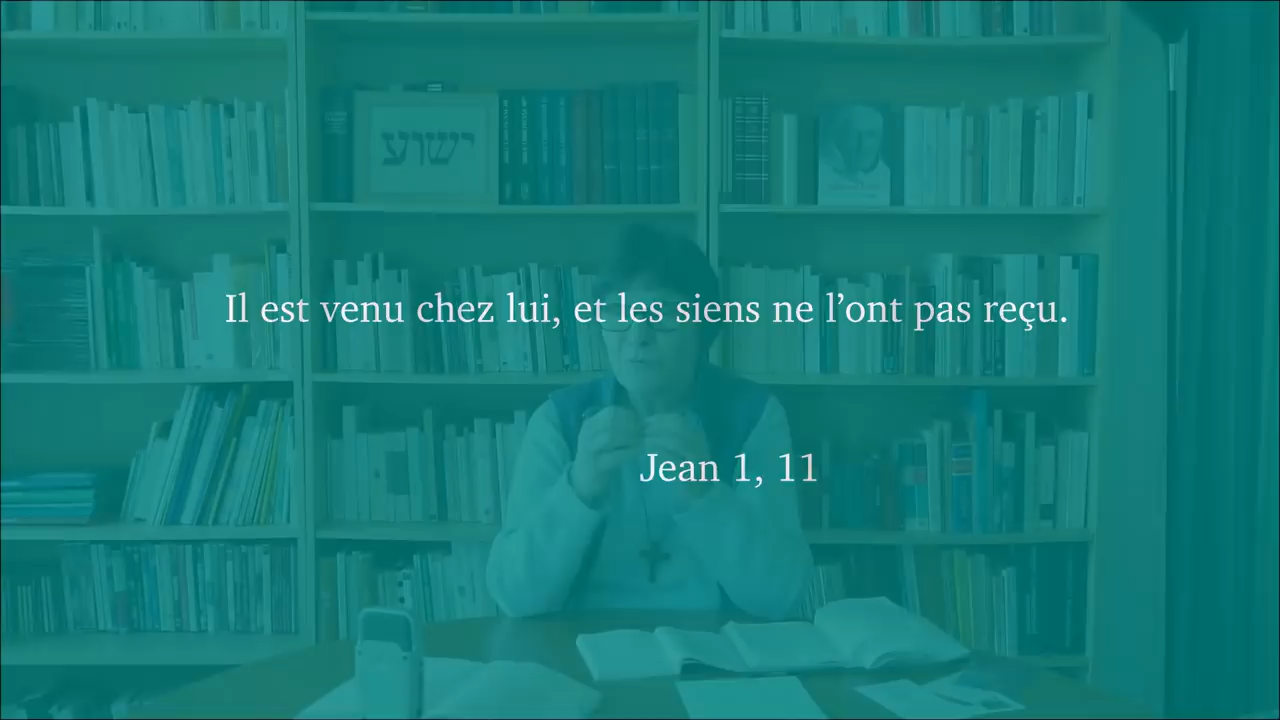 ישוע
Il est venu chez lui, et les siens ne l’ont pas reçu.
Jean 1, 11